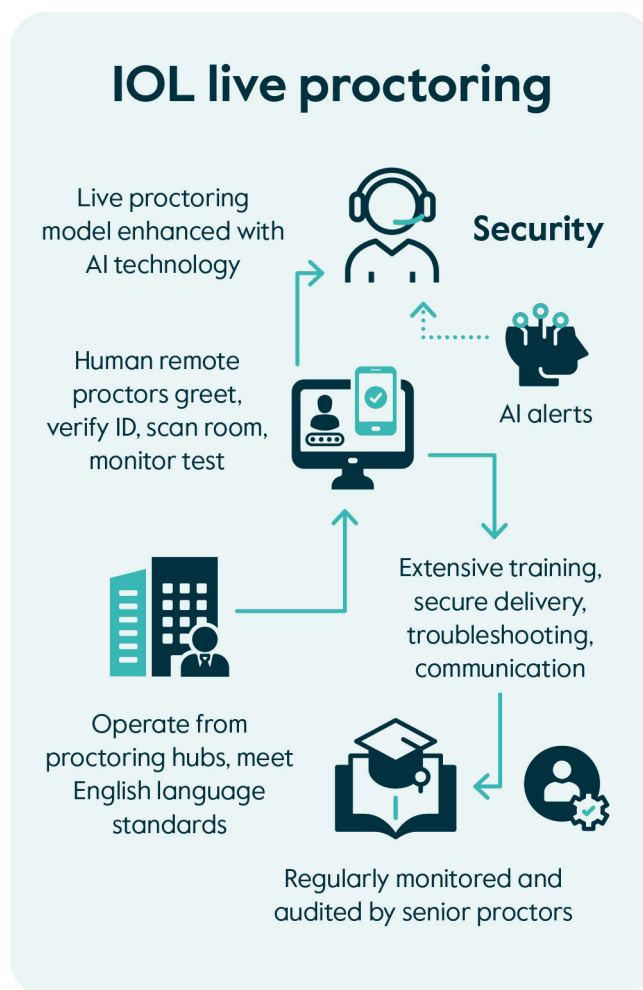 IOL live proctoring
Live proctoring
model enhanced with
AI technology
Security
Human remote
proctors greet,
verify ID, scan room,
monitor test
AI alerts
Extensive training,
secure delivery,
troubleshooting,
communication
Operate from
proctoring hubs, meet
English language
standards
Regularly monitored and
audited by senior proctors